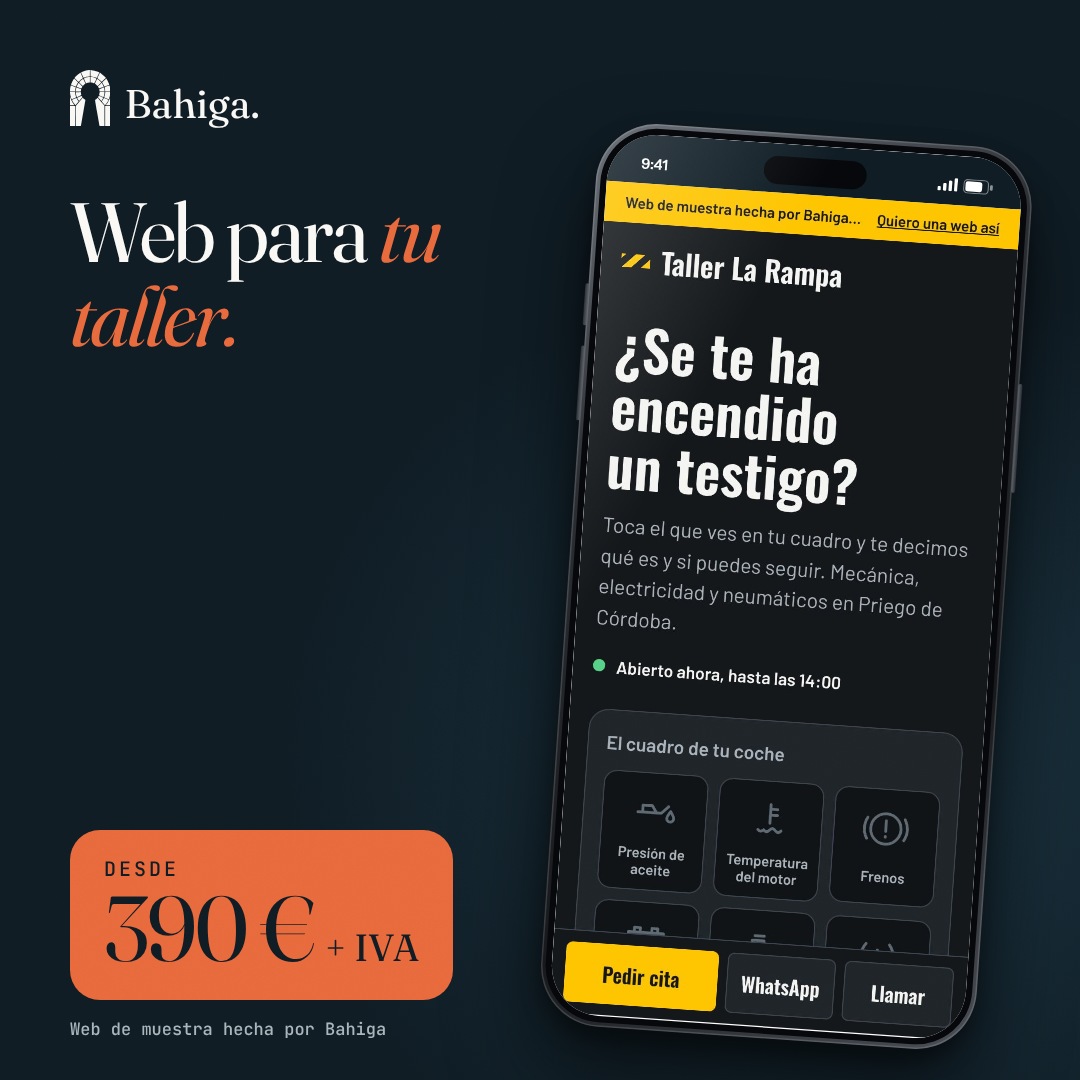 Bahiga.
Web para tu
taller.
DESDE
390 € + IVA
Web de muestra hecha por Bahiga
9:41
Web de muestra hecha por Bahiga... Quiero una web así
Taller La Rampa
¿Se te ha
encendido
un testigo?
Toca el que ves en tu cuadro y te decimos
qué es y si puedes seguir. Mecánica,
electricidad y neumáticos en Priego de
Córdoba.
Abierto ahora, hasta las 14:00
El cuadro de tu coche
Presión de
aceite
Temperatura
del motor
Frenos
Pedir cita
WhatsApp
Llamar